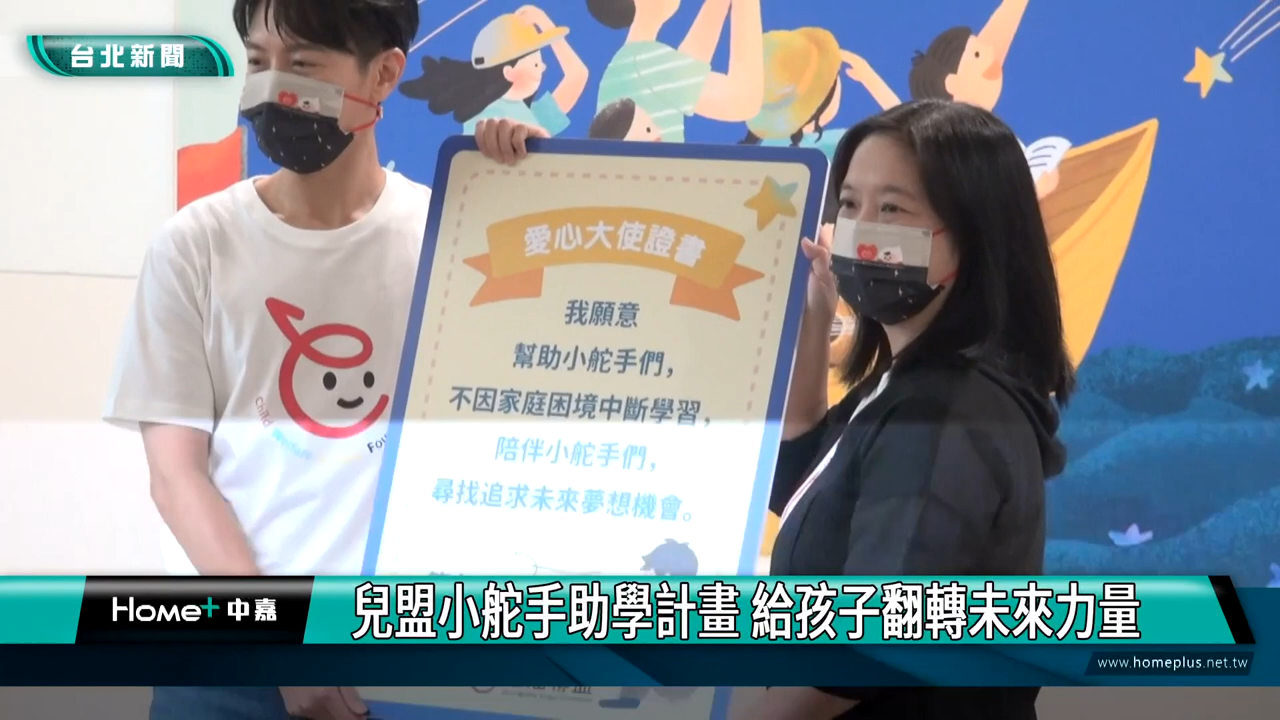 台北新聞
愛心大使證書
我願意
幫助小舵手們，
不因家庭困境中斷學習，
陪伴小舵手們，
尋找追求未來夢想機會。
Child
Home+ 中嘉
兒盟小舵手助學計畫 給孩子翻轉未來力量
www.homeplus.net.tw